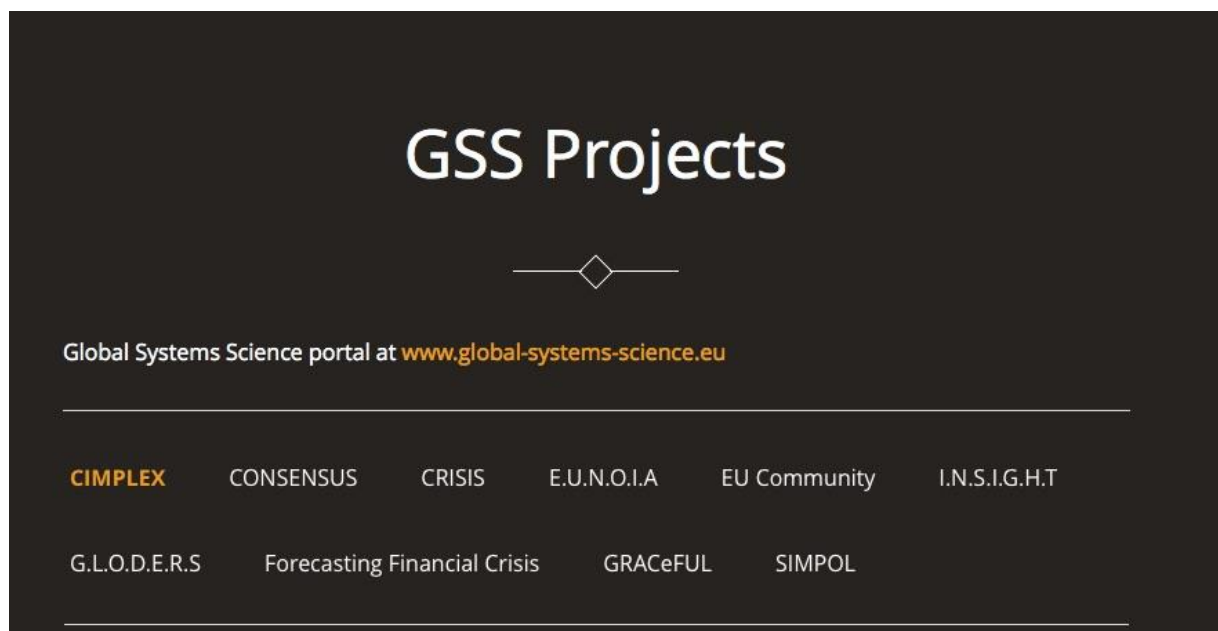 GSS Projects
Global Systems Science portal at www.global-systems-science.eu
CIMPLEX CONSENSUS CRISIS E.U.N.O.I.A EU Community I.N.S.I.G.H.T
G.L.O.D.E.R.S Forecasting Financial Crisis GRACeFUL SIMPOL